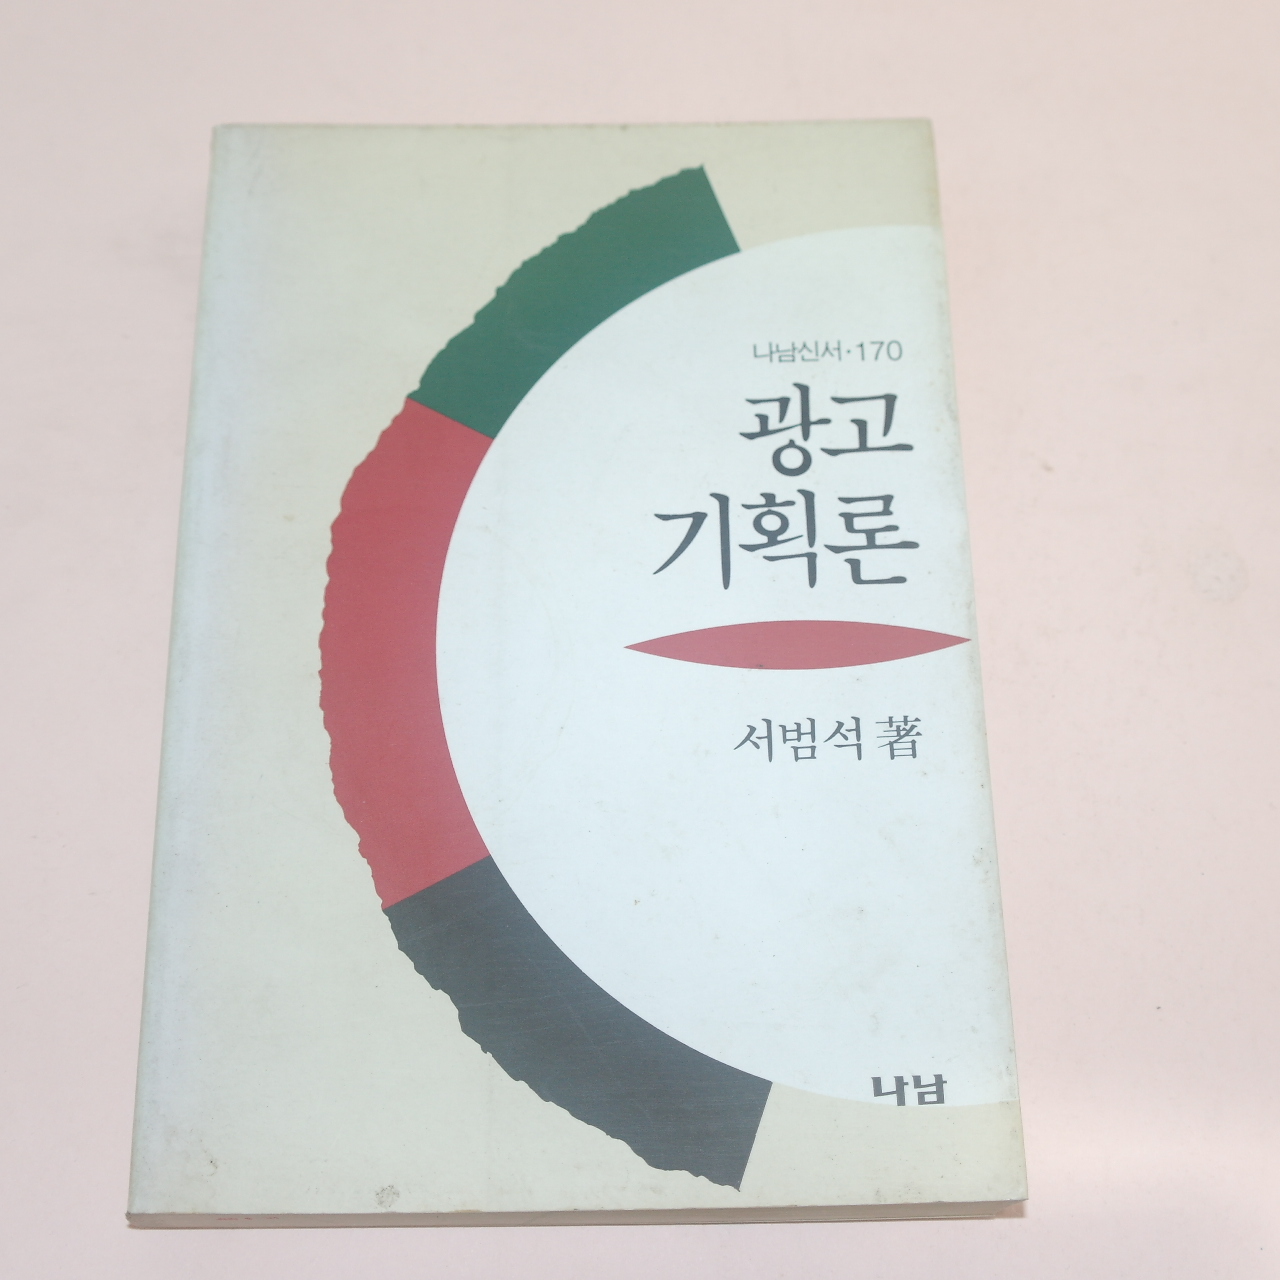 나남신서·170
광고
기획론
서범석 著
나남